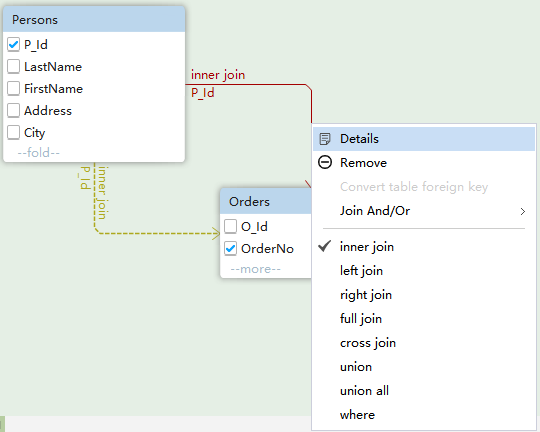 Persons
P_Id
LastName
FirstName
Address
City
--fold--
inner join
P_Id
inner join
P_Id
Orders
O_Id
OrderNo
--more--
Details
Remove
Convert table foreign key
Join And/Or
inner join
left join
right join
full join
cross join
union
union all
where